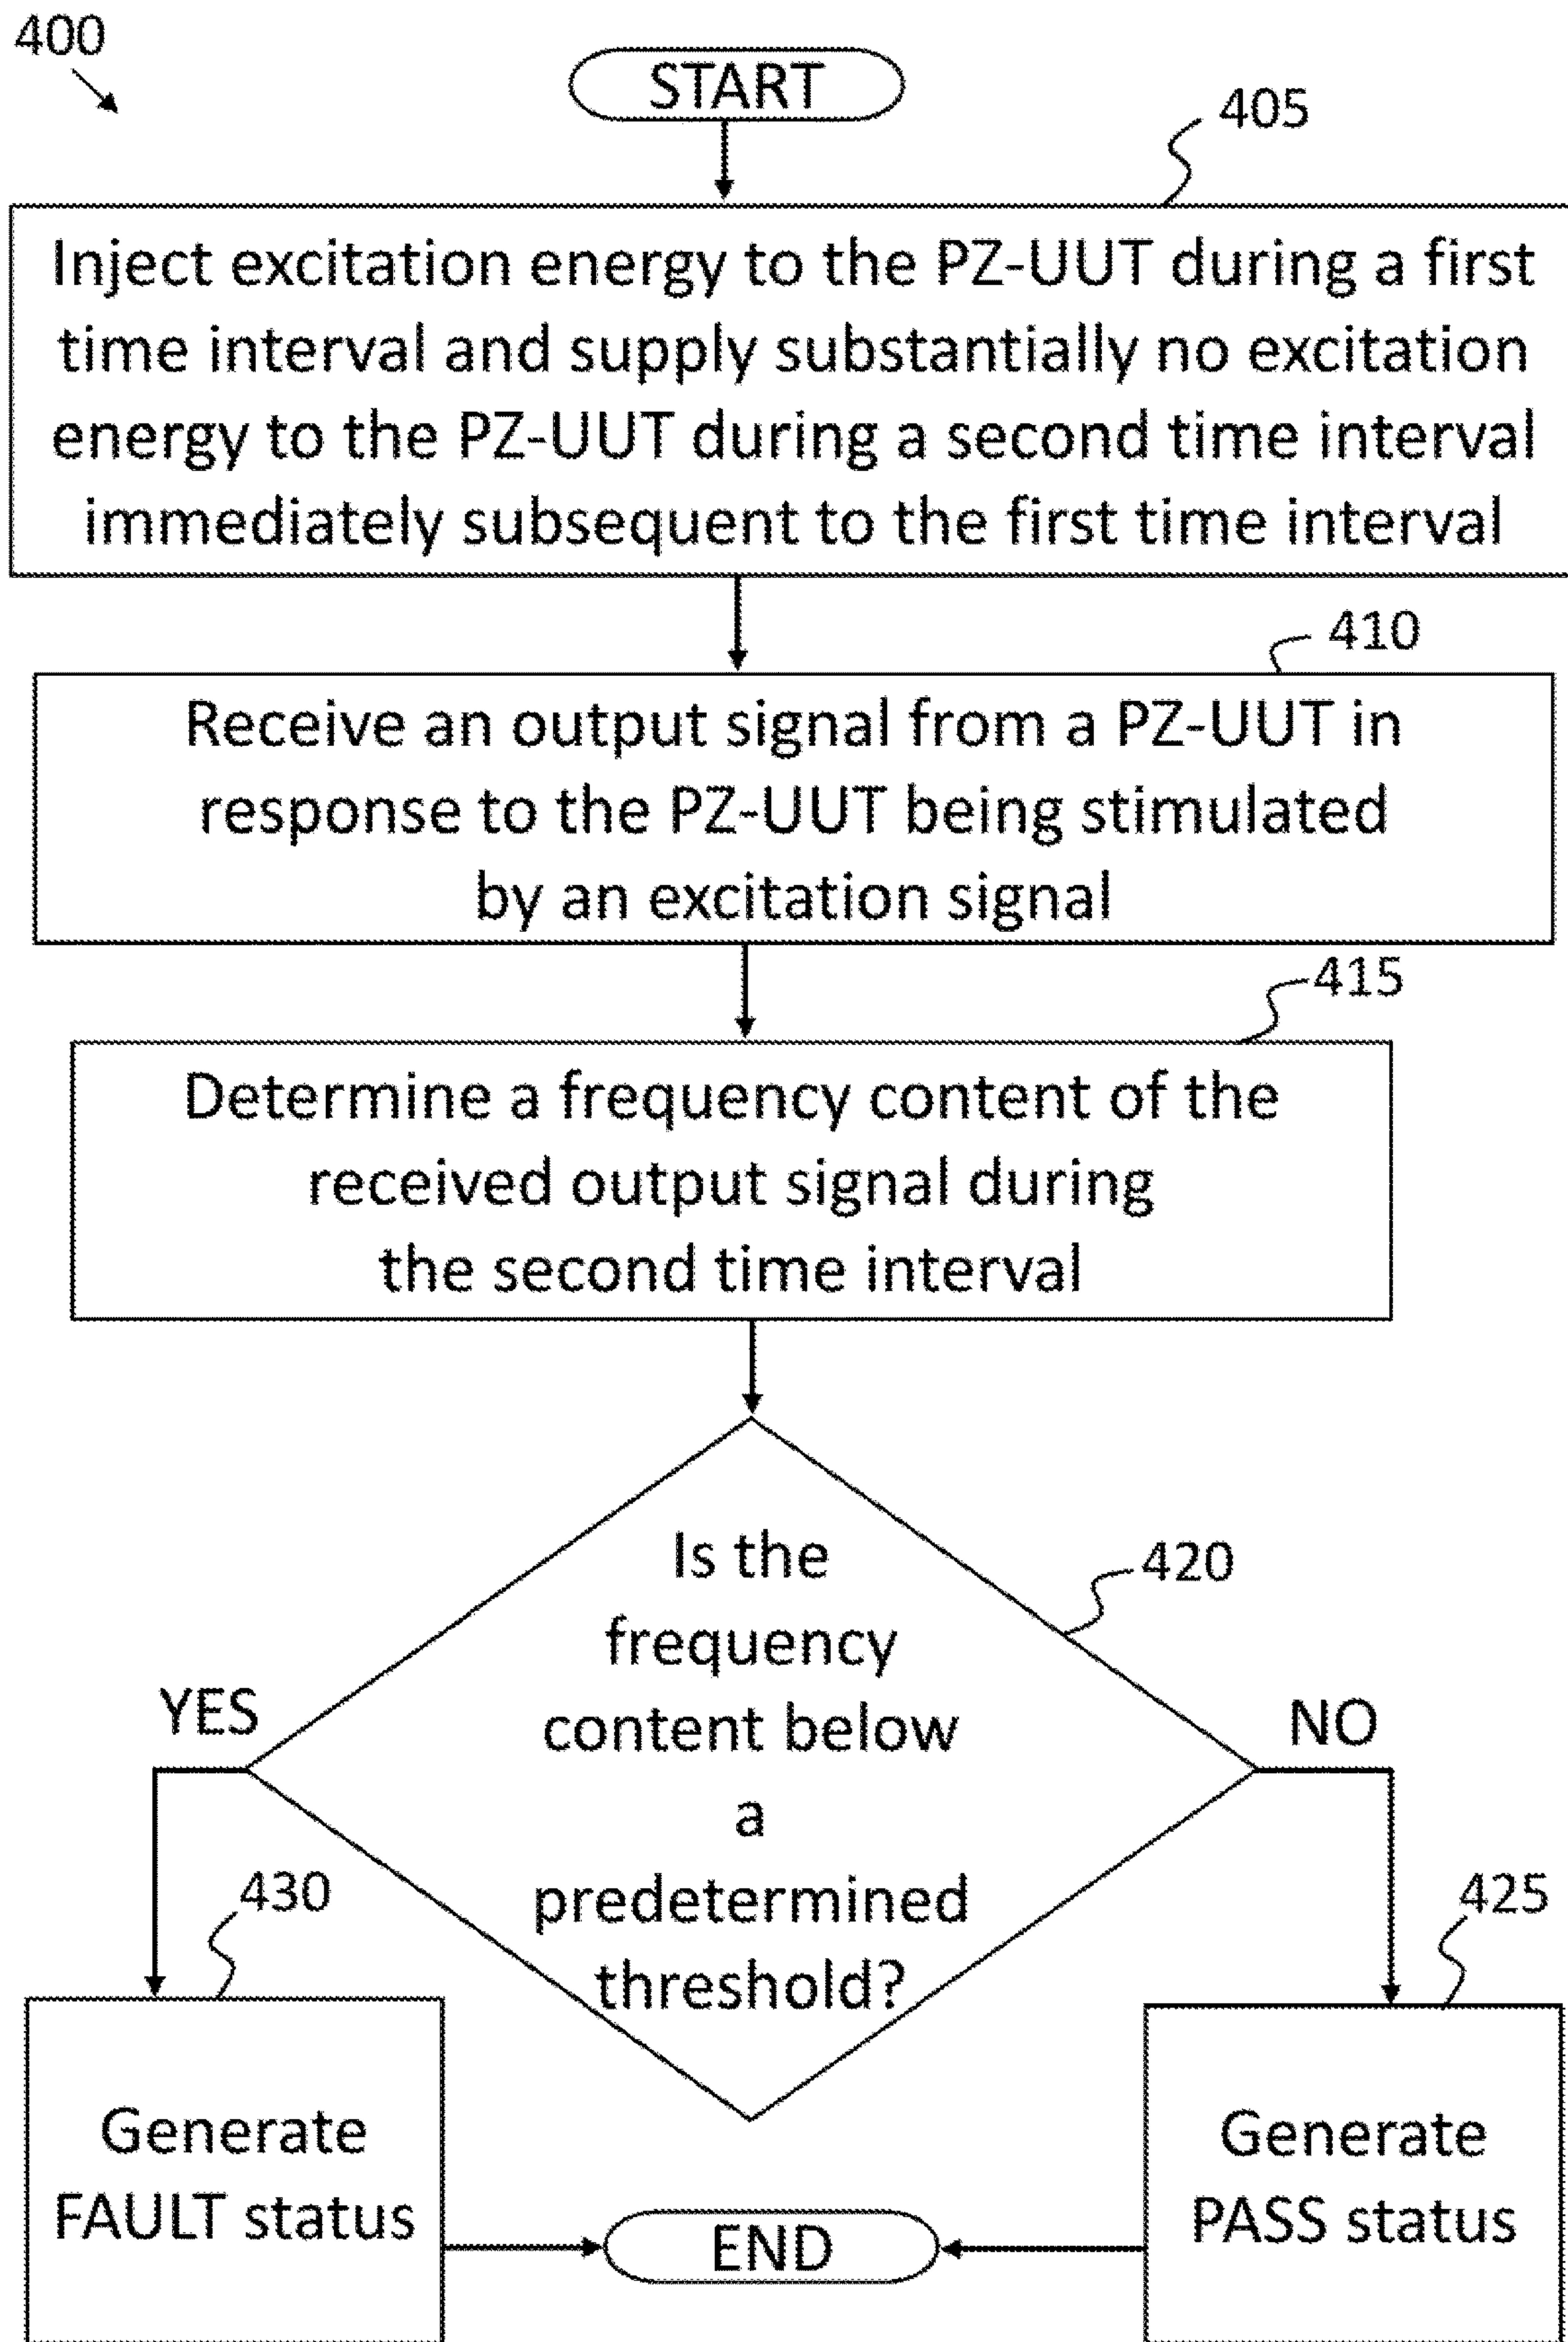 400
START
405
Inject excitation energy to the PZ-UUT during a first
time interval and supply substantially no excitation
energy to the PZ-UUT during a second time interval
immediately subsequent to the first time interval
410
Receive an output signal from a PZ-UUT in
response to the PZ-UUT being stimulated
by an excitation signal
415
Determine a frequency content of the
received output signal during
the second time interval
420
Is the
frequency
content below
a
predetermined
threshold?
YES
NO
430
Generate
FAULT status
425
Generate
PASS status
END